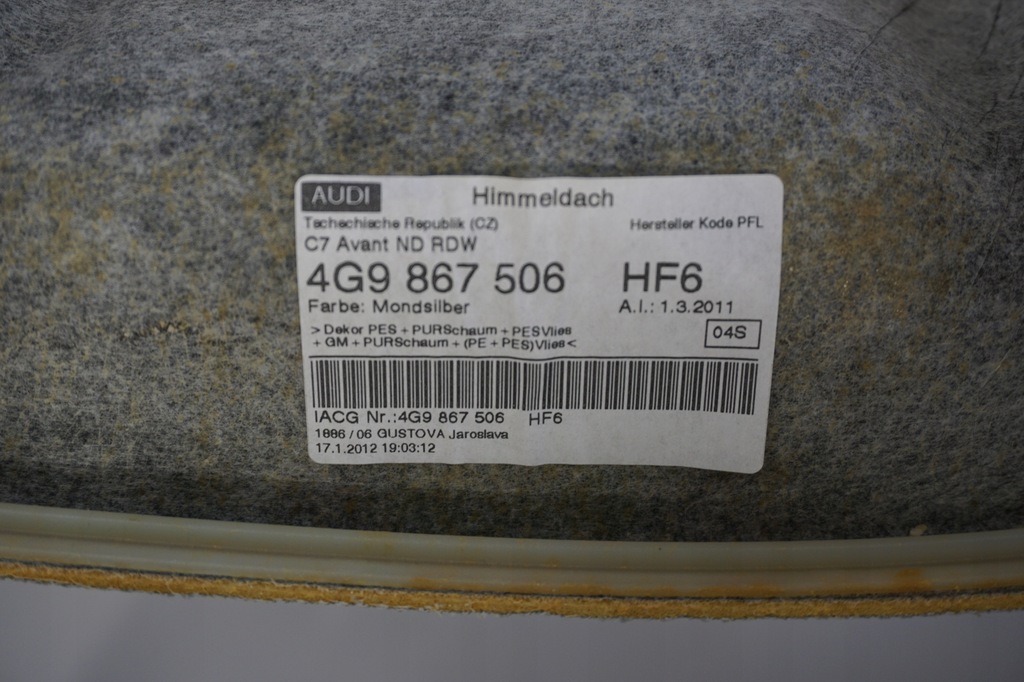 AUDI Himmeldach
Tschechische Republik (CZ) Hersteller Kode PFL
C7 Avant ND RDW
4G9 867 506 HF6
Farbe: Mondsilber A.I.: 1.3.2011
> Dekor PES + PURSchaum + PESVlies
+ GM + PURSchaum + (PE + PES)Vlies < 04S
IACG Nr.:4G9 867 506 HF6
1886 / 06 GUSTOVA Jaroslava
17.1.2012 19:03:12